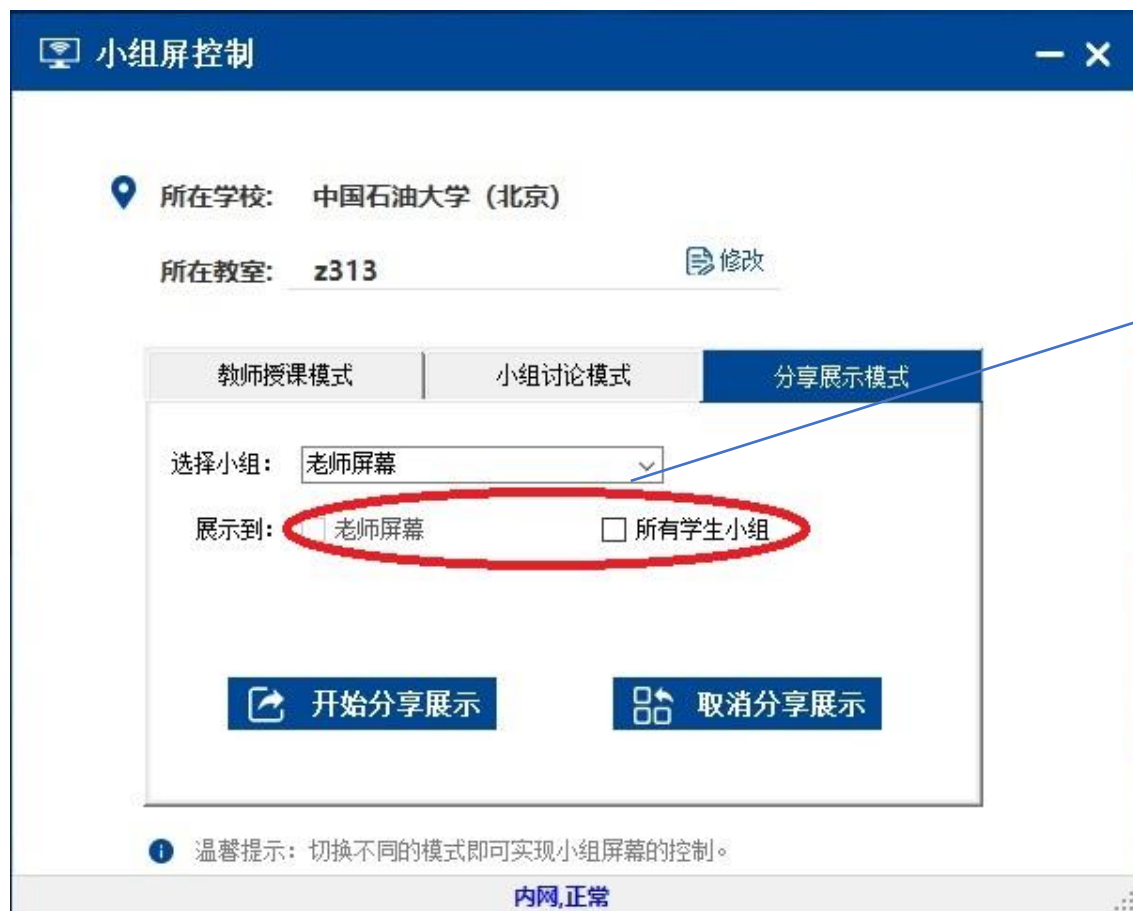 小组屏控制
所在学校: 中国石油大学（北京）
所在教室: z313 修改
教师授课模式 小组讨论模式 分享展示模式
选择小组: 老师屏幕
展示到: 老师屏幕 所有学生小组
开始分享展示 取消分享展示
温馨提示: 切换不同的模式即可实现小组屏幕的控制。
内网,正常